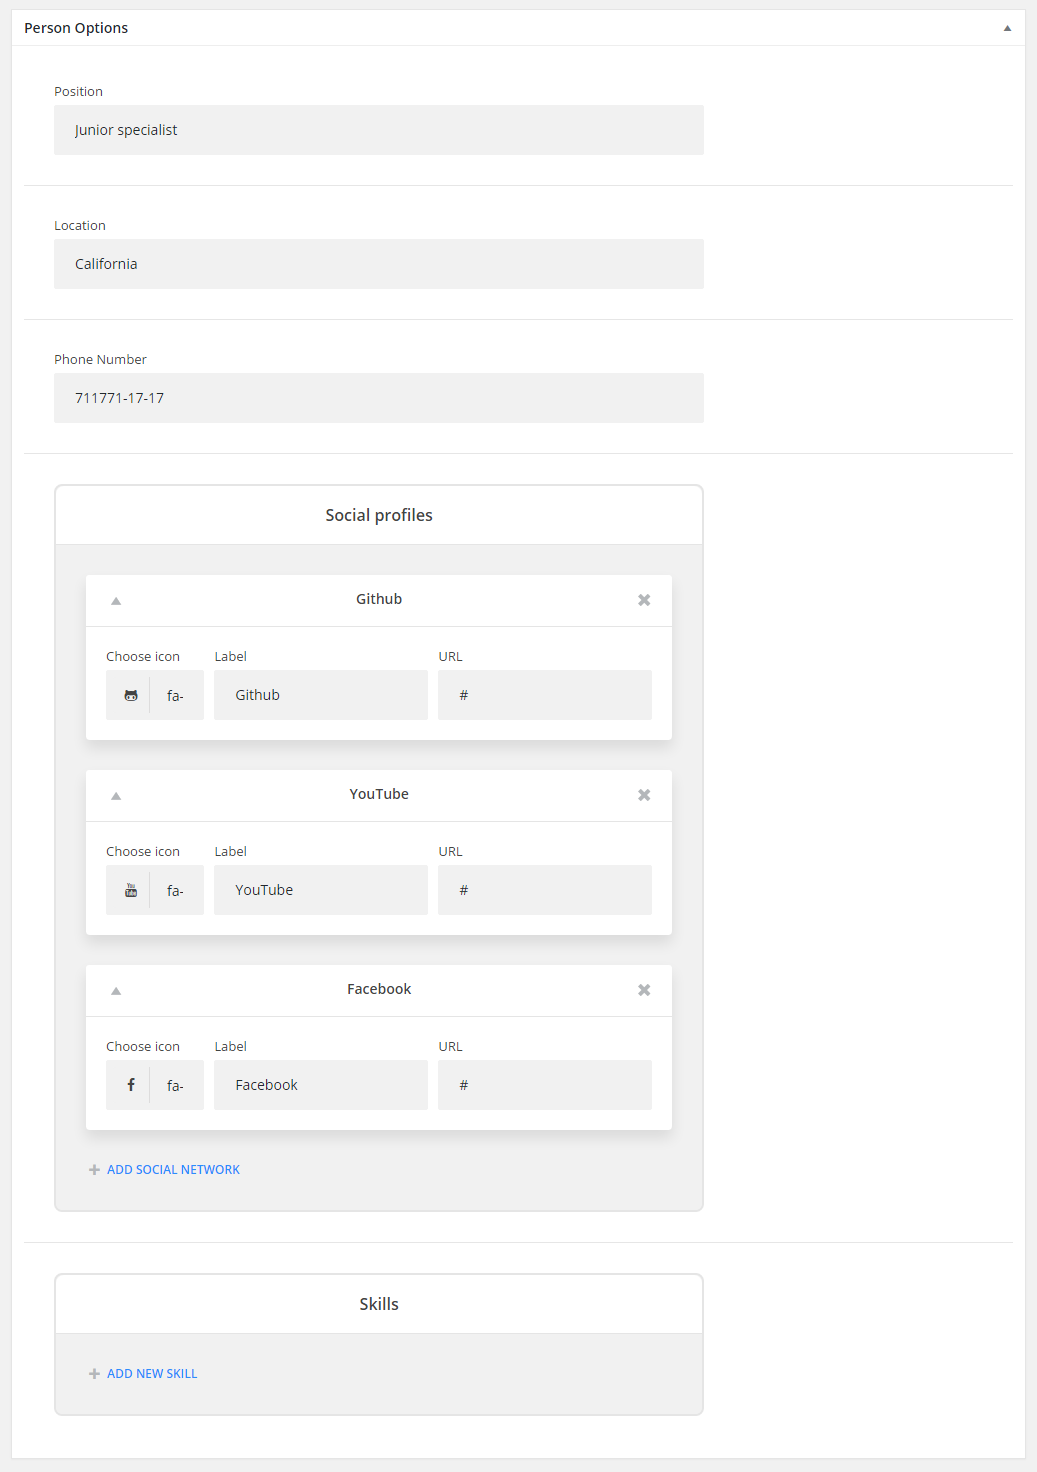 Person Options
Position
Junior specialist
Location
California
Phone Number
711771-17-17
Social profiles
Github
Choose icon Label URL
fa- Github #
YouTube
Choose icon Label URL
You Tube fa- YouTube #
Facebook
Choose icon Label URL
f fa- Facebook #
ADD SOCIAL NETWORK
Skills
ADD NEW SKILL